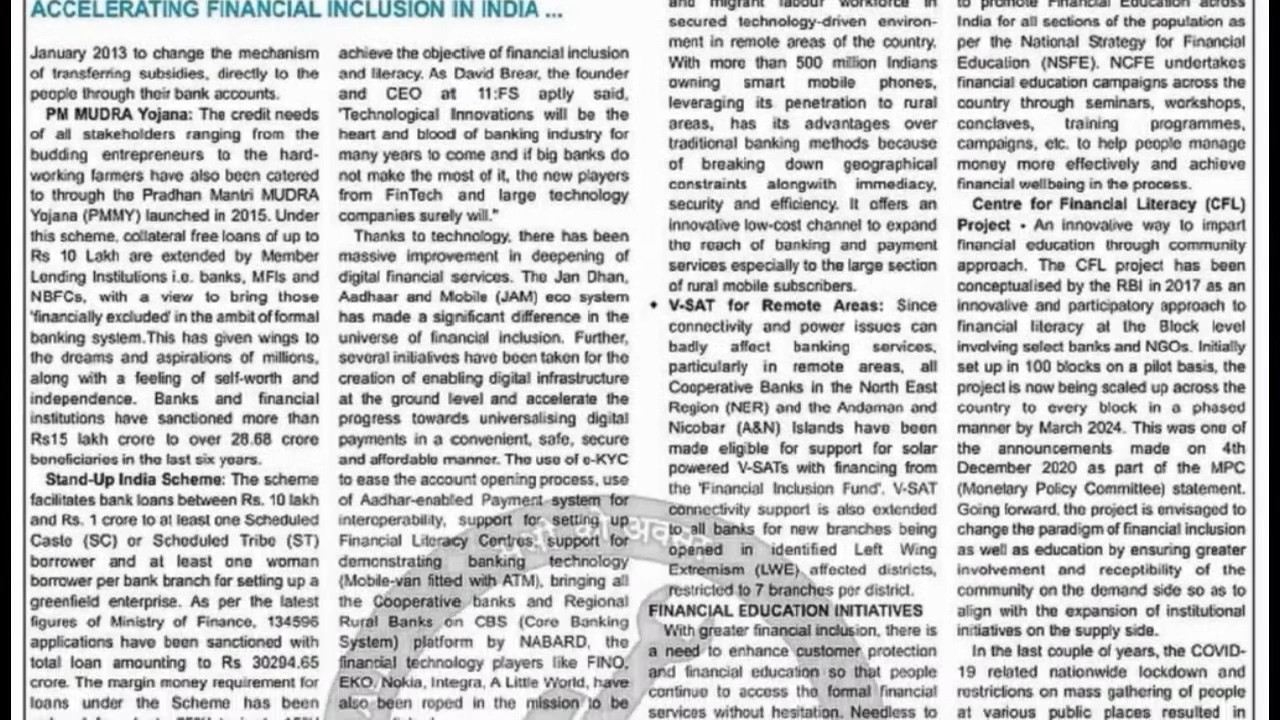 ACCELERATING FINANCIAL INCLUSION IN INDIA ...
January 2013 to change the mechanism
of transferring subsidies, directly to the
people through their bank accounts.
PM MUDRA Yojana: The credit needs
of all stakeholders ranging from the
budding entrepreneurs to the hard-
working farmers have also been catered
to through the Pradhan Mantri MUDRA
Yojana (PMMY) launched in 2015. Under
this scheme, collateral free loans of up to
Rs 10 Lakh are extended by Member
Lending Institutions i.e. banks, MFIs and
NBFCs, with a view to bring those
'financially excluded' in the ambit of formal
banking system.This has given wings to
the dreams and aspirations of millions,
along with a feeling of self-worth and
independence. Banks and financial
institutions have sanctioned more than
Rs15 lakh crore to over 28.68 crore
beneficiaries in the last six years.
Stand-Up India Scheme: The scheme
facilitates bank loans between Rs. 10 lakh
and Rs. 1 crore to at least one Scheduled
Caste (SC) or Scheduled Tribe (ST)
borrower and at least one woman
borrower per bank branch for setting up a
greenfield enterprise. As per the latest
figures of Ministry of Finance, 134596
applications have been sanctioned with
total loan amounting to Rs 30294.65
crore. The margin money requirement for
loans under the Scheme has been
achieve the objective of financial inclusion
and literacy. As David Brear, the founder
and CEO at 11:FS aptly said,
"Technological Innovations will be the
heart and blood of banking industry for
many years to come and if big banks do
not make the most of it, the new players
from FinTech and large technology
companies surely will."
Thanks to technology, there has been
massive improvement in deepening of
digital financial services. The Jan Dhan,
Aadhaar and Mobile (JAM) eco system
has made a significant difference in the
universe of financial inclusion. Further,
several initiatives have been taken for the
creation of enabling digital infrastructure
at the ground level and accelerate the
progress towards universalising digital
payments in a convenient, safe, secure
and affordable manner. The use of e-KYC
to ease the account opening process, use
of Aadhar-enabled Payment system for
interoperability, support for setting up
Financial Literacy Centres; support for
demonstrating banking technology
(Mobile-van fitted with ATM), bringing all
the Cooperative banks and Regional
Rural Banks on CBS (Core Banking
System) platform by NABARD, the
financial technology players like FINO,
EKO, Nokia, Integra, A Little World, have
also been roped in the mission to be
and migrant labour workforce in
secured technology-driven environ-
ment in remote areas of the country.
With more than 500 million Indians
owning smart mobile phones,
leveraging its penetration to rural
areas, has its advantages over
traditional banking methods because
of breaking down geographical
constraints alongwith immediacy,
security and efficiency. It offers an
innovative low-cost channel to expand
the reach of banking and payment
services especially to the large section
of rural mobile subscribers.
• V-SAT for Remote Areas: Since
connectivity and power issues can
badly affect banking services,
particularly in remote areas, all
Cooperative Banks in the North East
Region (NER) and the Andaman and
Nicobar (A&N) Islands have been
made eligible for support for solar
powered V-SATs with financing from
the 'Financial Inclusion Fund'. V-SAT
connectivity support is also extended
to all banks for new branches being
opened in identified Left Wing
Extremism (LWE) affected districts,
restricted to 7 branches per district.
FINANCIAL EDUCATION INITIATIVES
With greater financial inclusion, there is
a need to enhance customer protection
and financial education so that people
continue to access the formal financial
services without hesitation. Needless to
to promote Financial Education across
India for all sections of the population as
per the National Strategy for Financial
Education (NSFE). NCFE undertakes
financial education campaigns across the
country through seminars, workshops,
conclaves, training programmes,
campaigns, etc. to help people manage
money more effectively and achieve
financial wellbeing in the process.
Centre for Financial Literacy (CFL)
Project - An innovative way to impart
financial education through community
approach. The CFL project has been
conceptualised by the RBI in 2017 as an
innovative and participatory approach to
financial literacy at the Block level
involving select banks and NGOs. Initially
set up in 100 blocks on a pilot basis, the
project is now being scaled up across the
country to every block in a phased
manner by March 2024. This was one of
the announcements made on 4th
December 2020 as part of the MPC
(Monetary Policy Committee) statement.
Going forward, the project is envisaged to
change the paradigm of financial inclusion
as well as education by ensuring greater
involvement and receptibility of the
community on the demand side so as to
align with the expansion of institutional
initiatives on the supply side.
In the last couple of years, the COVID-
19 related nationwide lockdown and
restrictions on mass gathering of people
at various public places resulted in